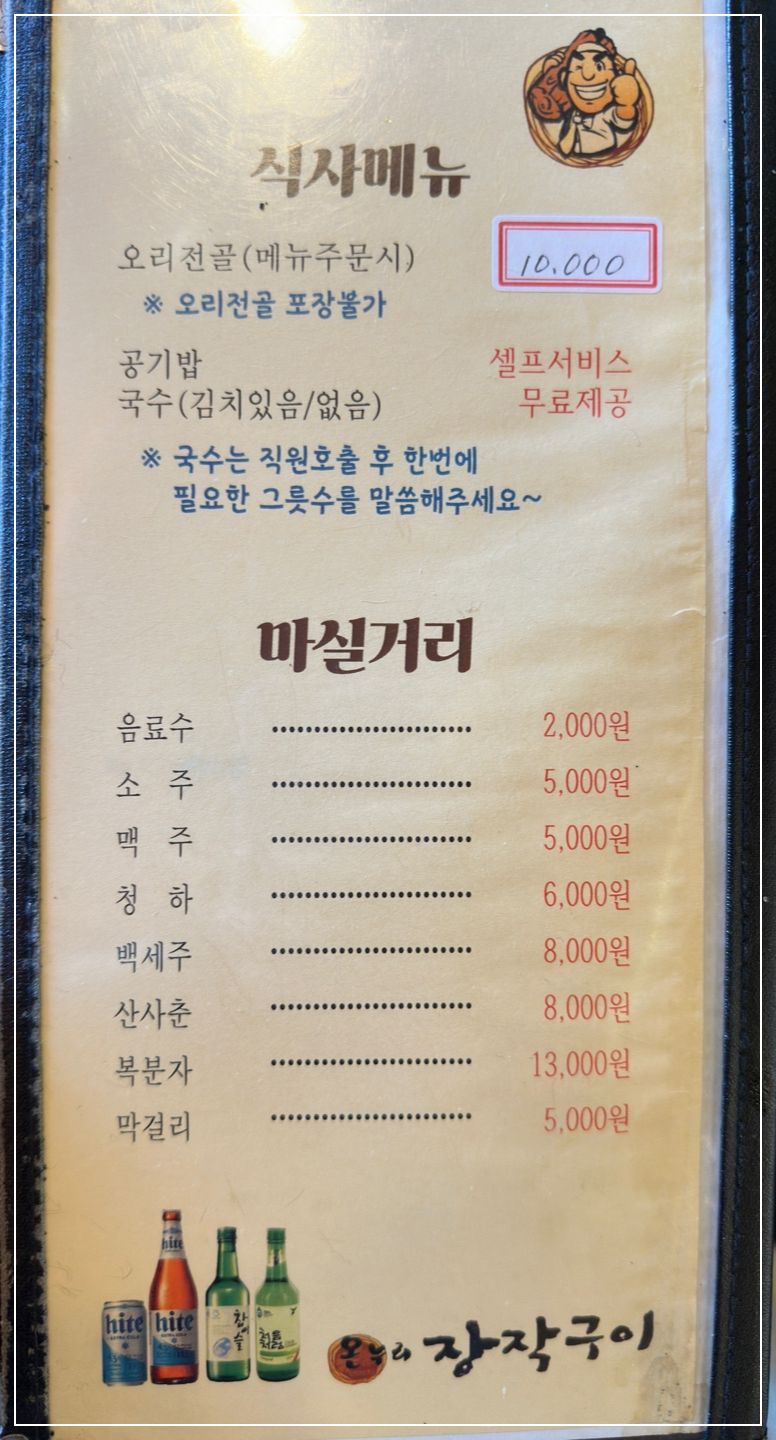 식사메뉴
오리전골(메뉴주문시) 10.000
※ 오리전골 포장불가
공기밥 셀프서비스
국수(김치있음/없음) 무료제공
※ 국수는 직원호출 후 한번에
필요한 그릇수를 말씀해주세요~
마실거리
음료수 ························ 2,000원
소 주 ························ 5,000원
맥 주 ························ 5,000원
청 하 ························ 6,000원
백세주 ························ 8,000원
산사춘 ························ 8,000원
복분자 ························ 13,000원
막걸리 ························ 5,000원
hite hite
hite 참이슬 처음처럼
온누리 장작구이